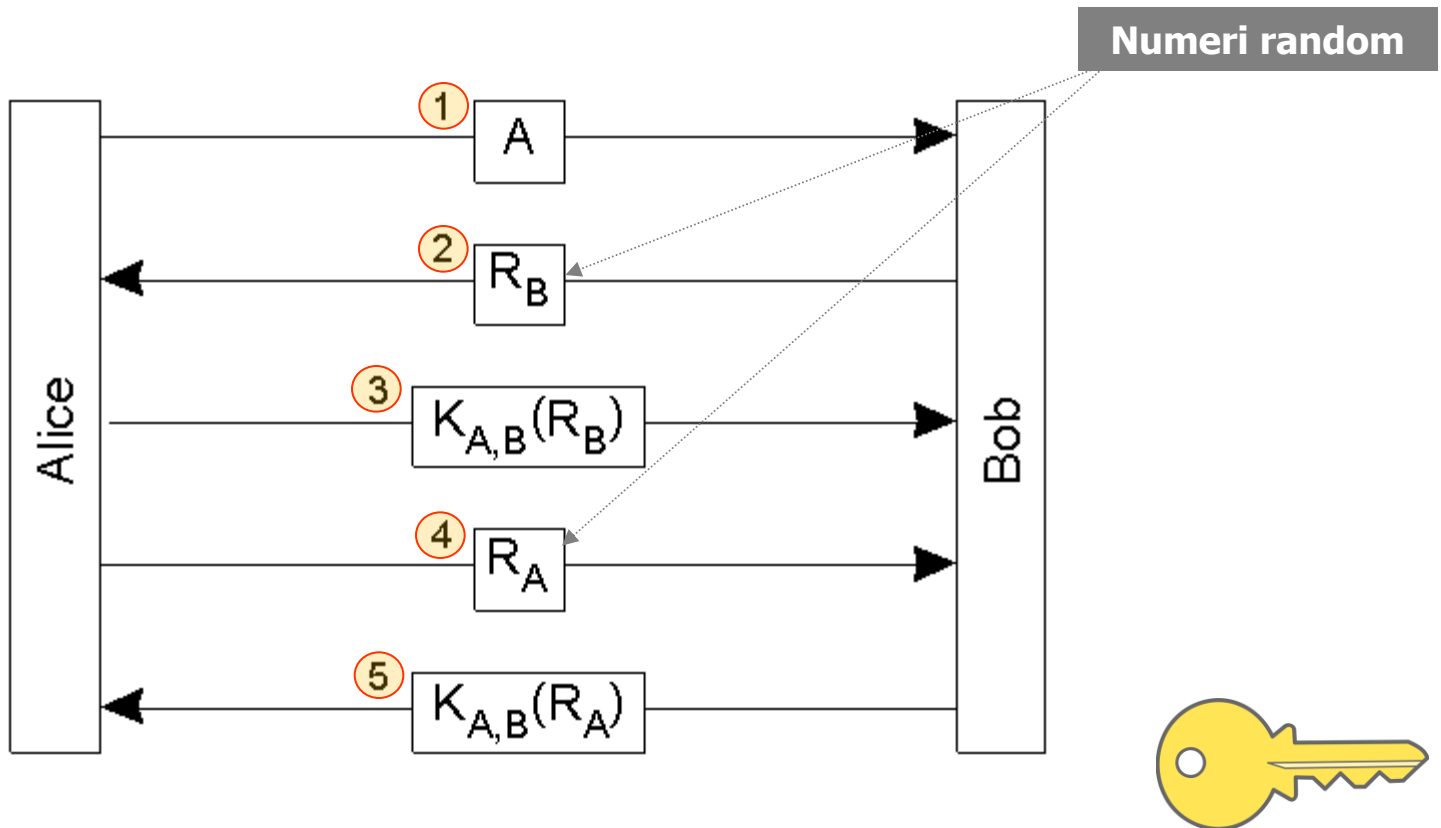 Numeri random
1
A
2
R_B
3
K_A,B(R_B)
4
R_A
5
K_A,B(R_A)
Alice
Bob